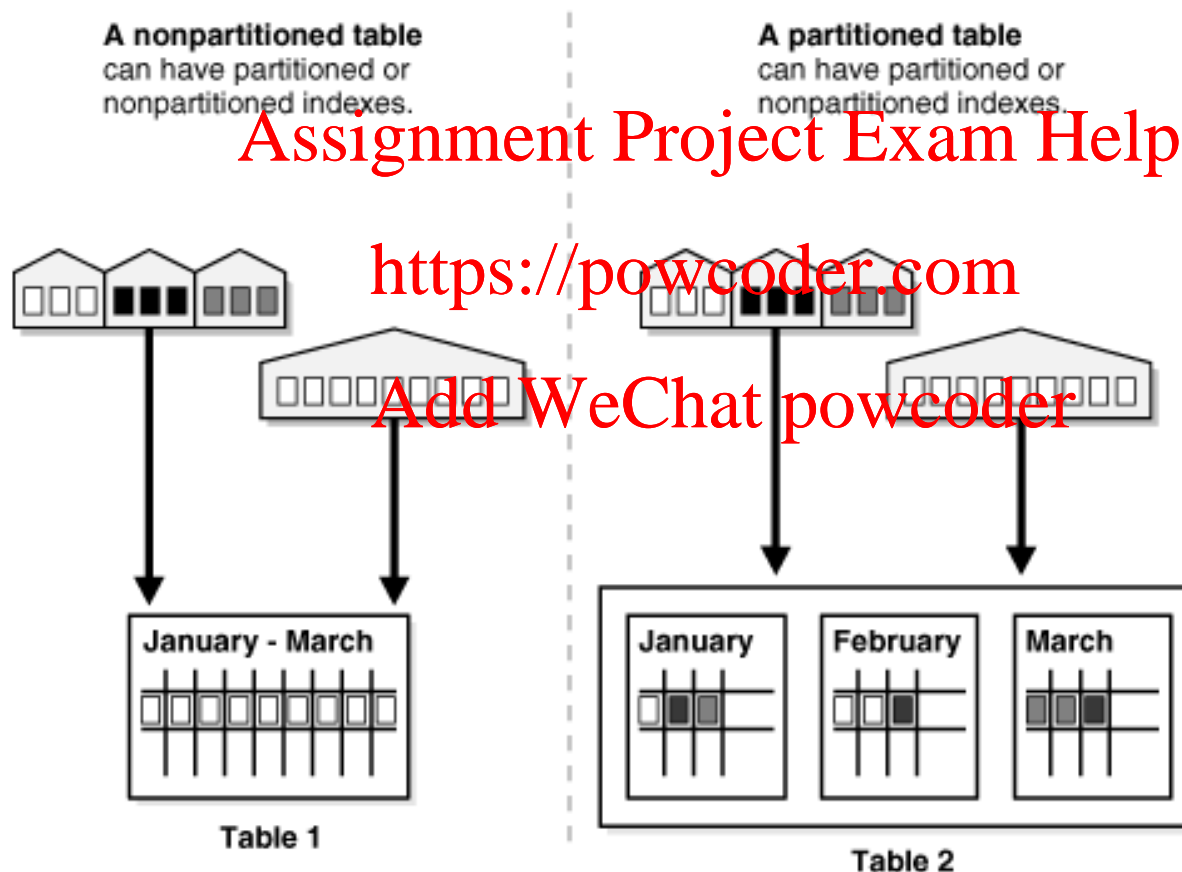 A nonpartitioned table
can have partitioned or
nonpartitioned indexes.
A partitioned table
can have partitioned or
nonpartitioned indexes.
Assignment Project Exam Help
https://powcoder.com
Add WeChat powcoder
January - March
Table 1
January
February
March
Table 2